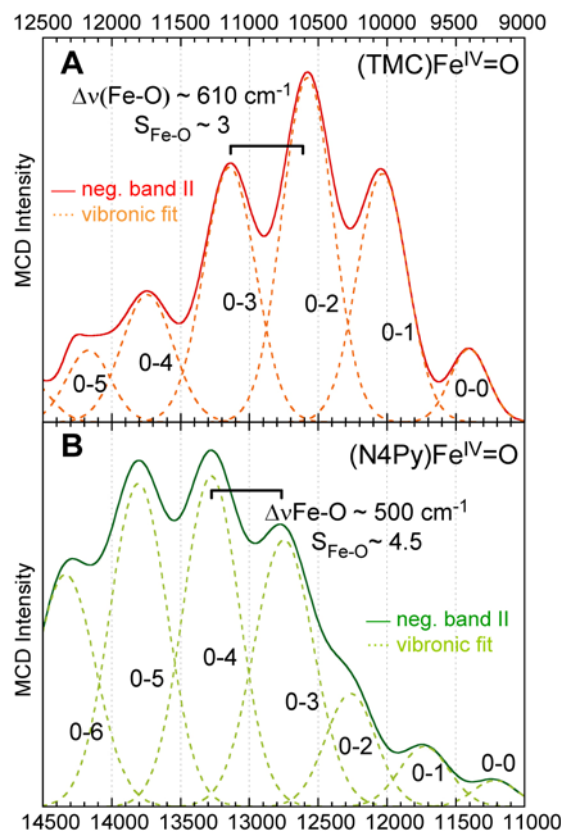 12500 12000 11500 11000 10500 10000 9500 9000
A
(TMC)Fe^IV=O
Δν(Fe-O) ~ 610 cm⁻¹
S_Fe-O ~ 3
neg. band II
vibronic fit
MCD Intensity
0-5
0-4
0-3
0-2
0-1
0-0
B
(N4Py)Fe^IV=O
ΔνFe-O ~ 500 cm⁻¹
S_Fe-O ~ 4.5
neg. band II
vibronic fit
MCD Intensity
0-6
0-5
0-4
0-3
0-2
0-1
0-0
14500 14000 13500 13000 12500 12000 11500 11000